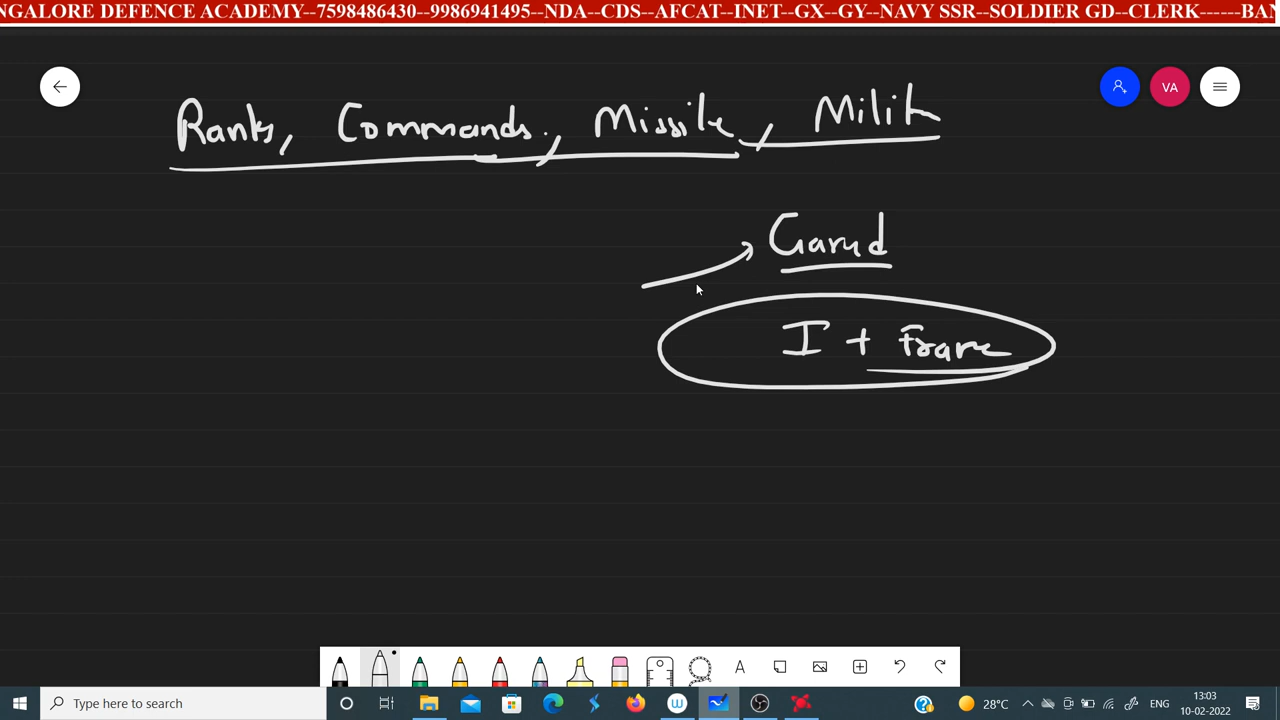 NGALORE DEFENCE ACADEMY--7598486430--9986941495--NDA--CDS--AFCAT--INET--GX--GY--NAVY SSR--SOLDIER GD--CLERK------BAN
VA
Ranks, Commands, Missile, Milit
Garud
I + France
A
Type here to search
28°C
ENG
13:03
10-02-2022